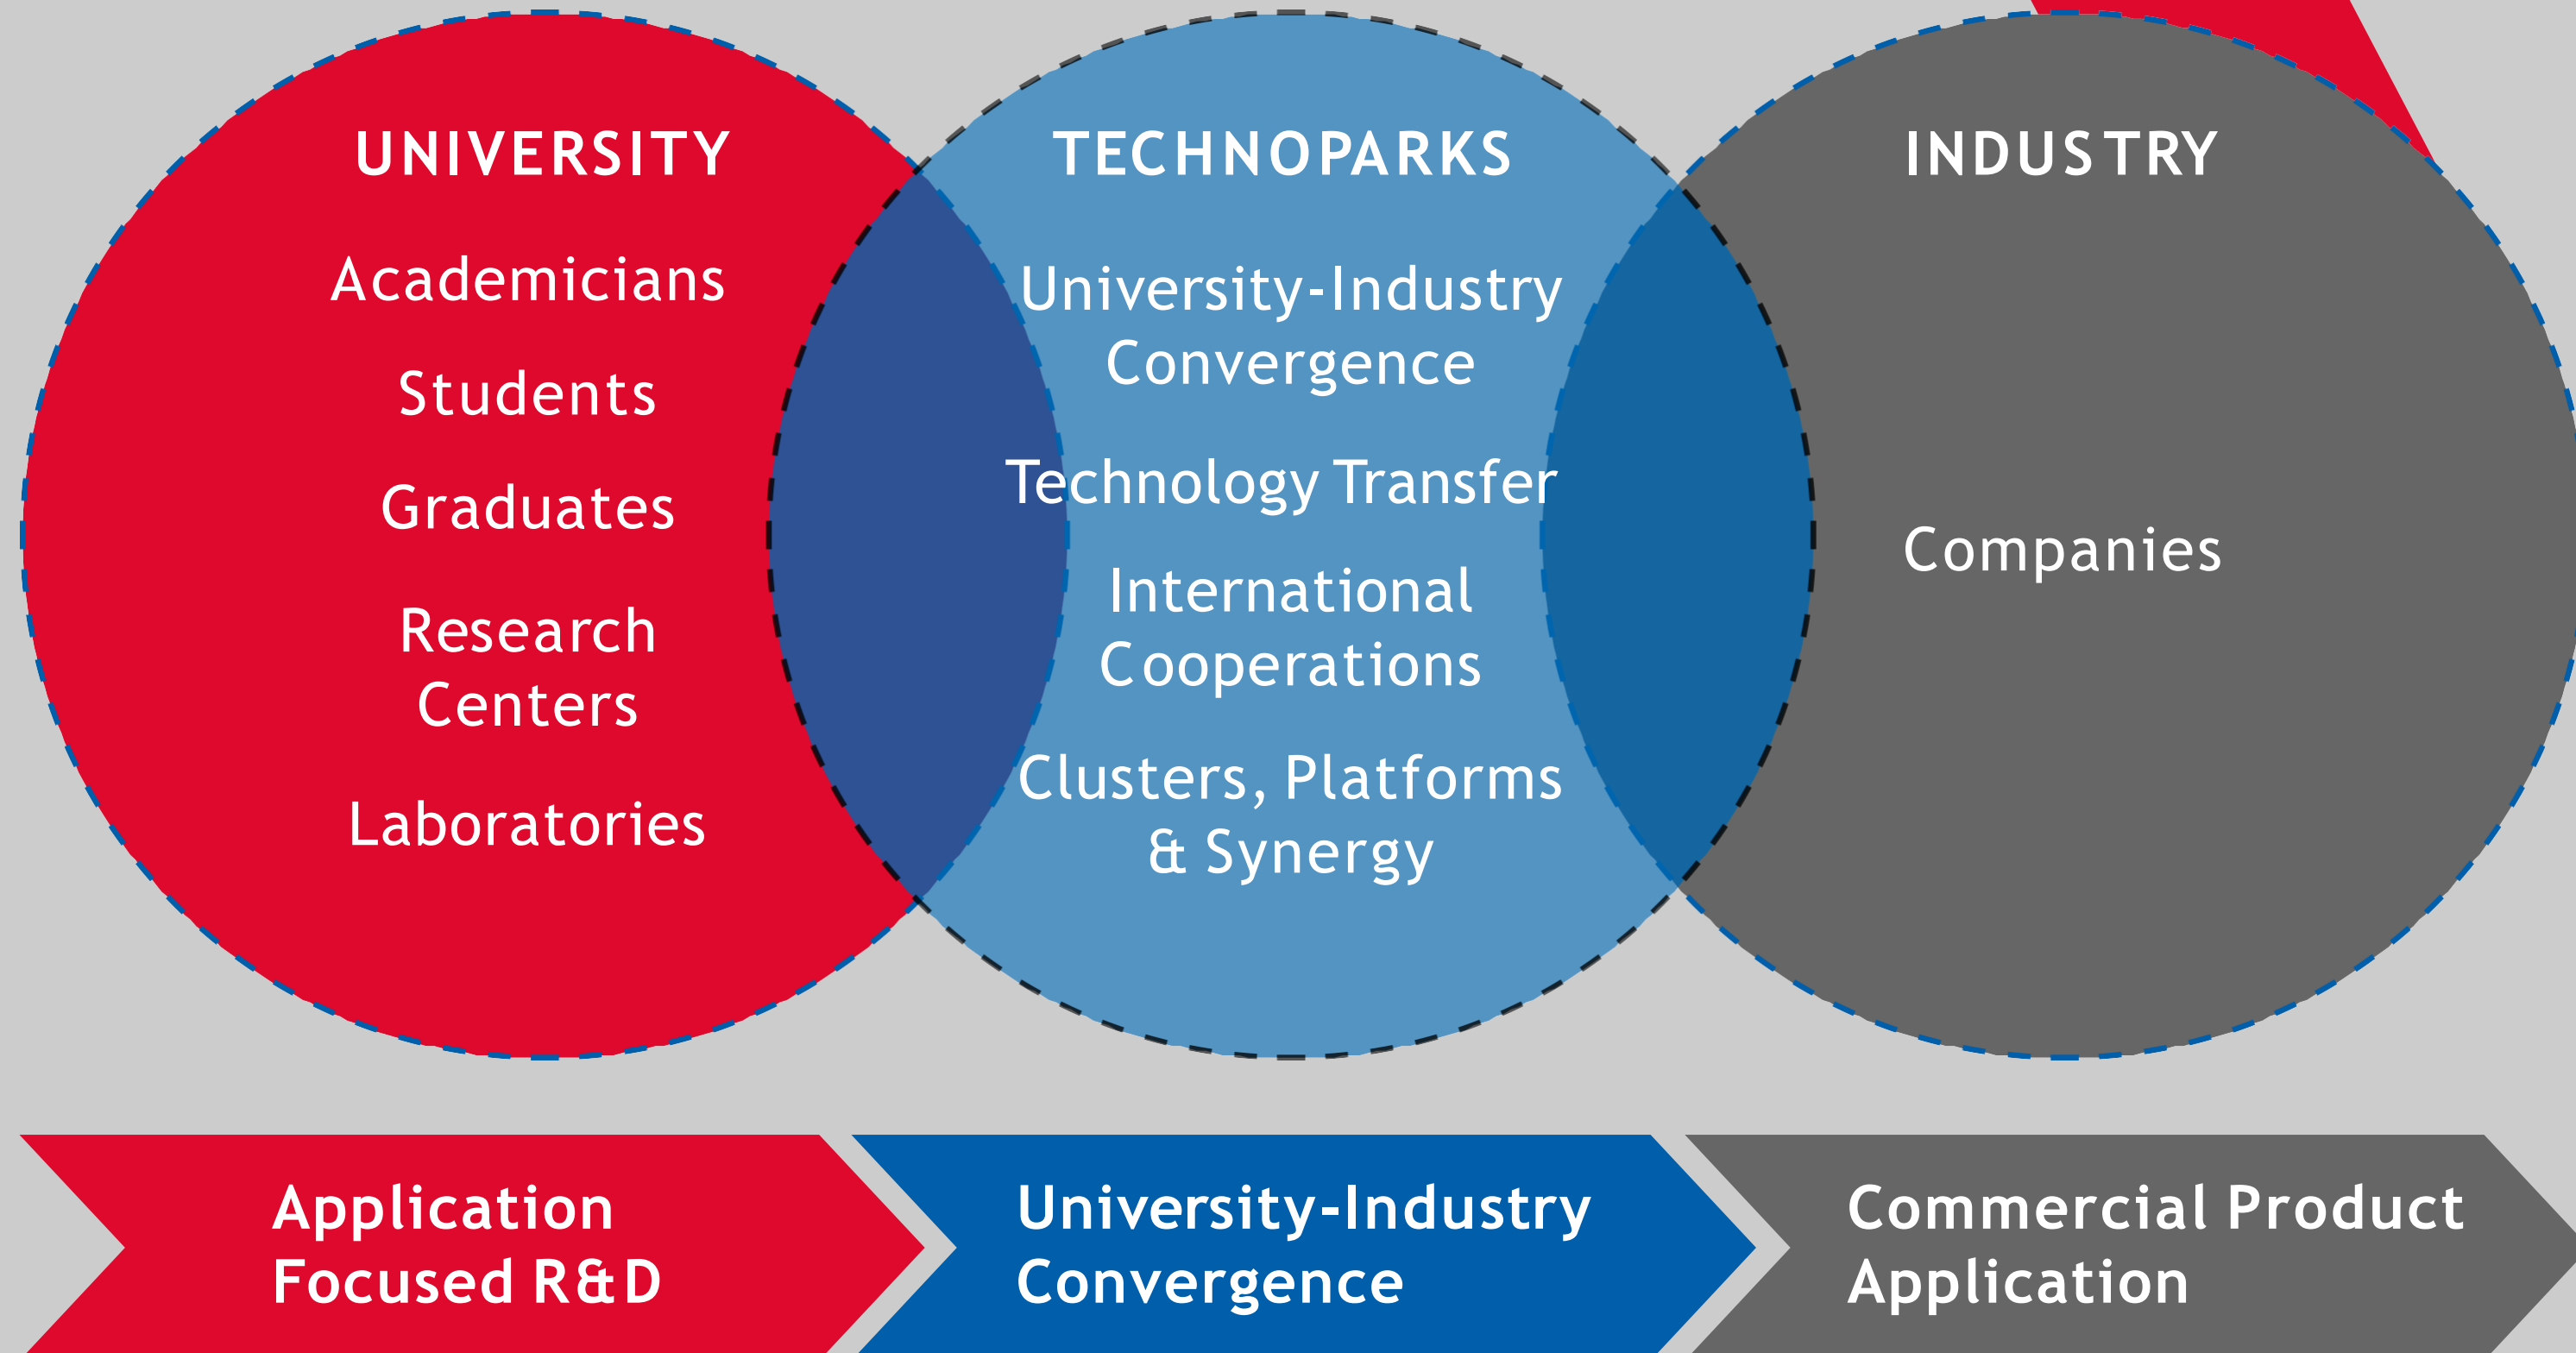 UNIVERSITY
Academicians
Students
Graduates
Research
Centers
Laboratories
TECHNOPARKS
University-Industry
Convergence
Technology Transfer
International
Cooperations
Clusters, Platforms
& Synergy
INDUSTRY
Companies
Application
Focused R&D
University-Industry
Convergence
Commercial Product
Application